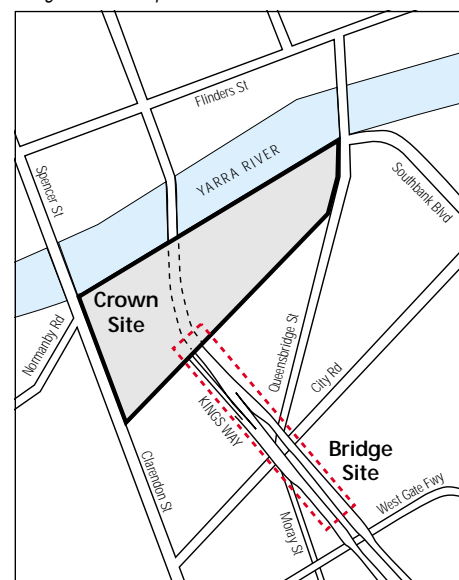 Flinders St
Spencer St
YARRA RIVER
Southbank Blvd
Crown
Site
Normanby Rd
Queensbridge St
City Rd
KINGS WAY
Bridge
Site
Clarendon St
West Gate Fwy
Moray St